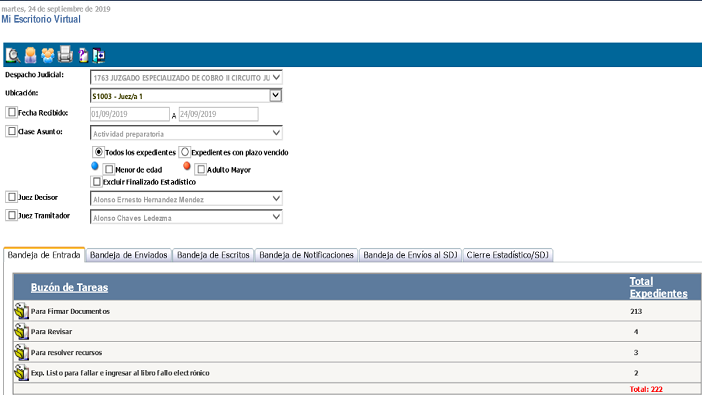 martes, 24 de septiembre de 2019
Mi Escritorio Virtual
Despacho Judicial: 1763 JUZGADO ESPECIALIZADO DE COBRO II CIRCUITO JU
Ubicación: S1003 - Juez/a 1
Fecha Recibido: 01/09/2019 A 24/09/2019
Clase Asunto: Actividad preparatoria
Todos los expedientes Expedientes con plazo vencido
Menor de edad Adulto Mayor
Excluir Finalizado Estadístico
Juez Decisor Alonso Ernesto Hernandez Mendez
Juez Tramitador Alonso Chaves Ledezma
Bandeja de Entrada Bandeja de Enviados Bandeja de Escritos Bandeja de Notificaciones Bandeja de Envíos al SDJ Cierre Estadístico/SDJ
Buzón de Tareas Total Expedientes
Para Firmar Documentos 213
Para Revisar 4
Para resolver recursos 3
Exp. Listo para fallar e ingresar al libro fallo electrónico 2
Total: 222